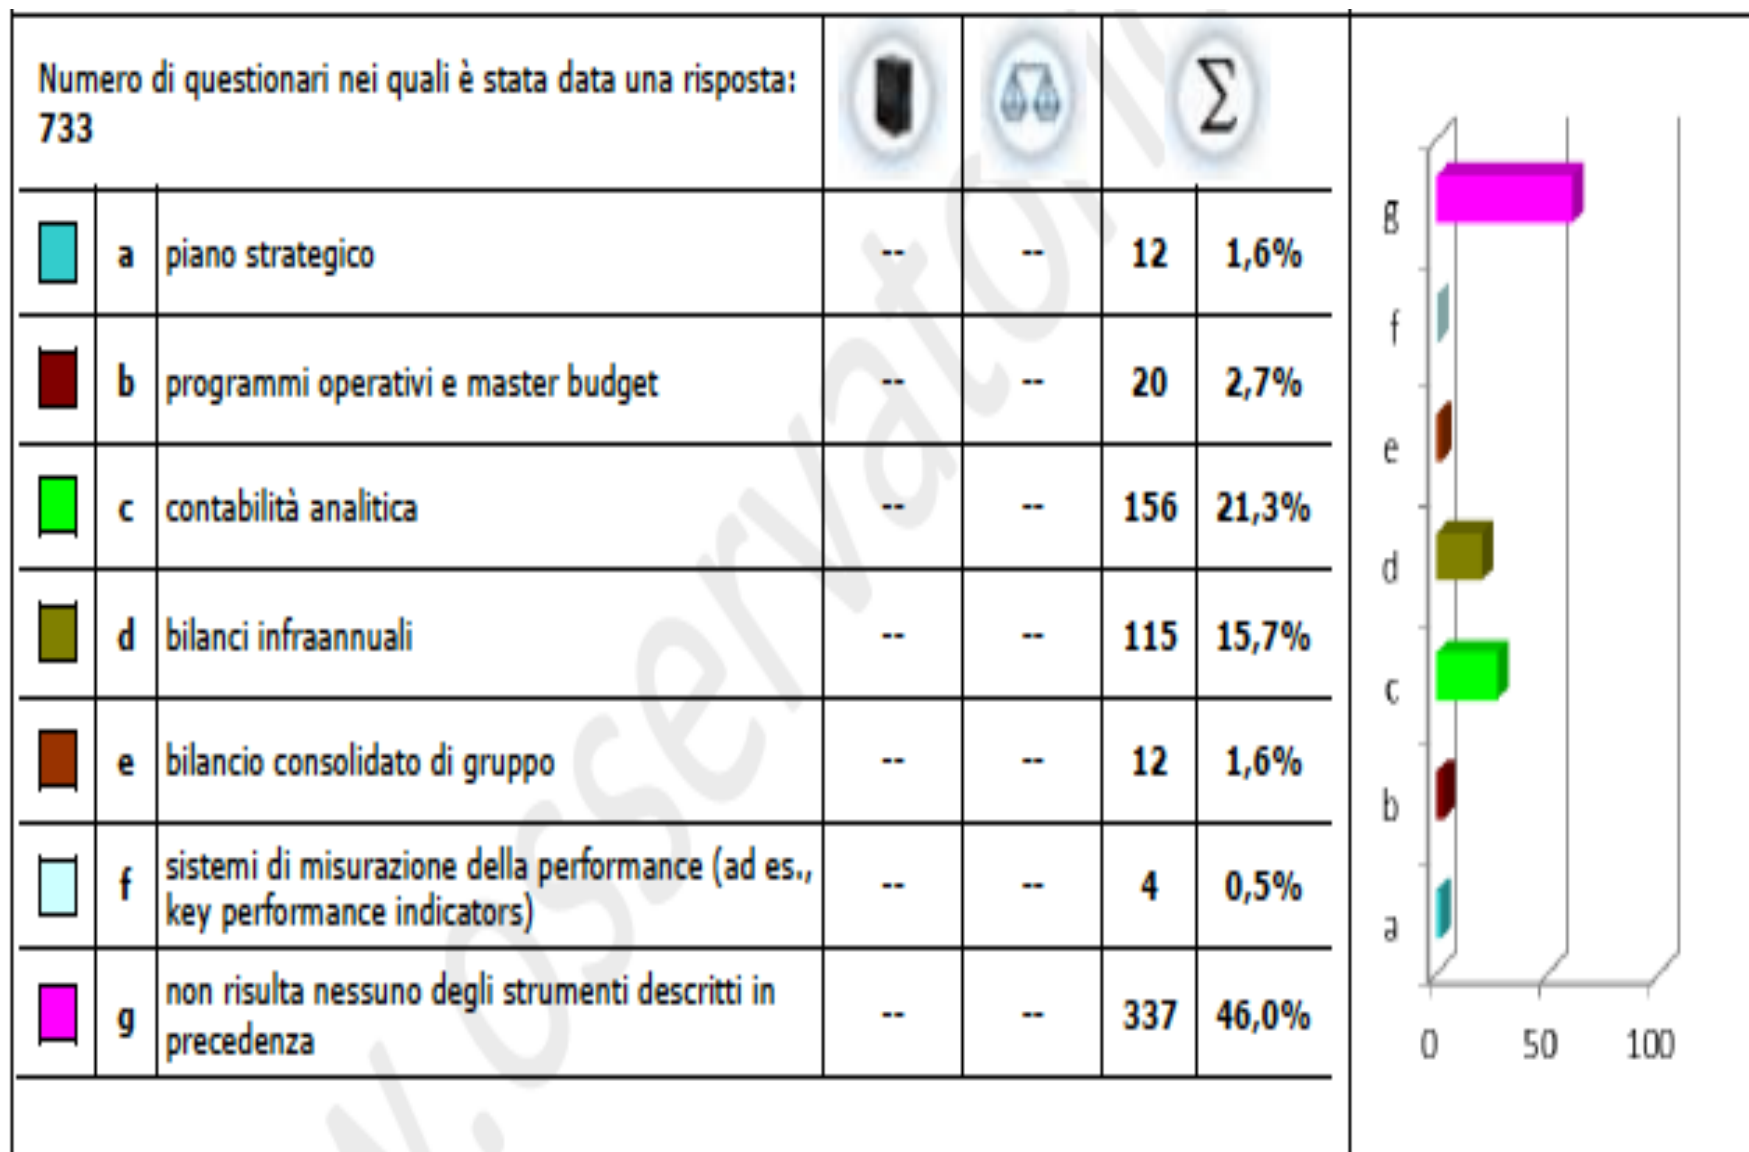 Numero di questionari nei quali è stata data una risposta:
733
Σ
a piano strategico -- -- 12 1,6%
b programmi operativi e master budget -- -- 20 2,7%
c contabilità analitica -- -- 156 21,3%
d bilanci infraannuali -- -- 115 15,7%
e bilancio consolidato di gruppo -- -- 12 1,6%
f sistemi di misurazione della performance (ad es.,
key performance indicators) -- -- 4 0,5%
g non risulta nessuno degli strumenti descritti in
precedenza -- -- 337 46,0%
g
f
e
d
c
b
a
0 50 100